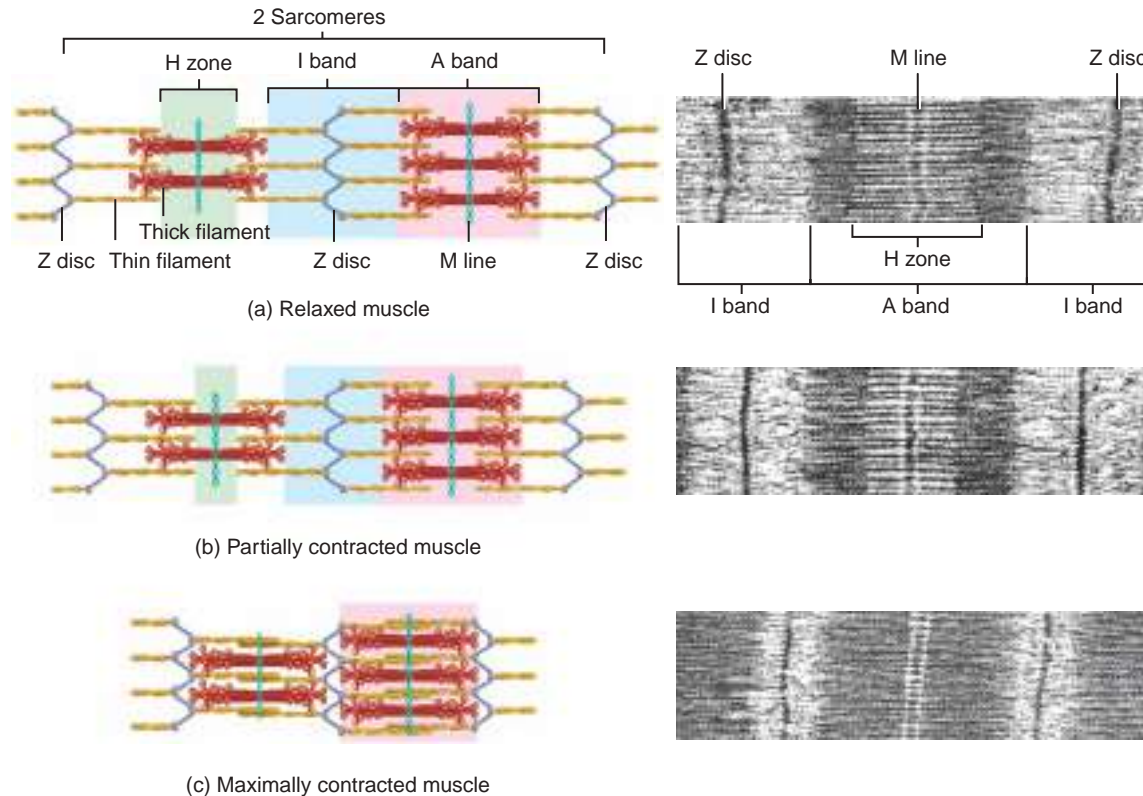 2 Sarcomeres
H zone
I band
A band
Thick filament
Z disc
Thin filament
Z disc
M line
Z disc
(a) Relaxed muscle
Z disc
M line
Z disc
H zone
I band
A band
I band
(b) Partially contracted muscle
(c) Maximally contracted muscle